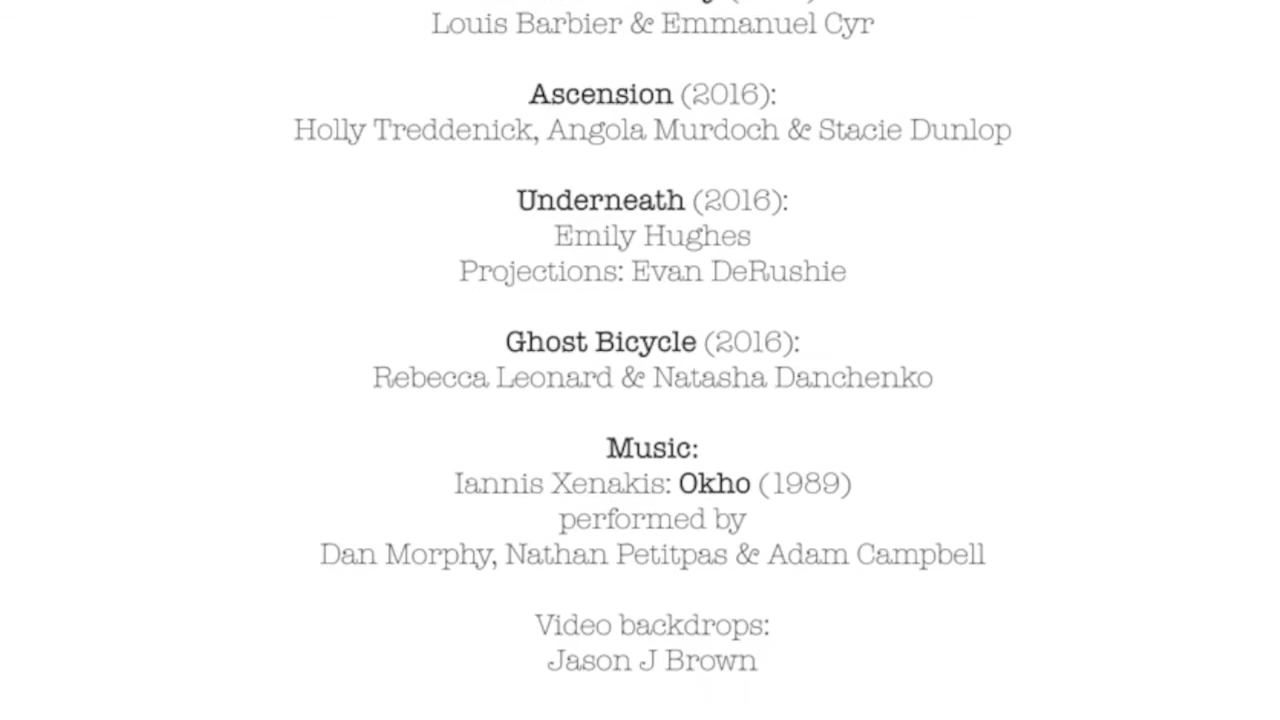 Louis Barbier & Emmanuel Cyr
Ascension (2016):
Holly Treddenick, Angola Murdoch & Stacie Dunlop
Underneath (2016):
Emily Hughes
Projections: Evan DeRushie
Ghost Bicycle (2016):
Rebecca Leonard & Natasha Danchenko
Music:
Iannis Xenakis: Okho (1989)
performed by
Dan Morphy, Nathan Petitpas & Adam Campbell
Video backdrops:
Jason J Brown